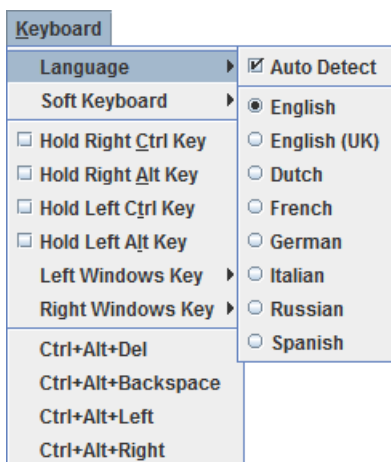 Keyboard
Language
Soft Keyboard
Hold Right Ctrl Key
Hold Right Alt Key
Hold Left Ctrl Key
Hold Left Alt Key
Left Windows Key
Right Windows Key
Ctrl+Alt+Del
Ctrl+Alt+Backspace
Ctrl+Alt+Left
Ctrl+Alt+Right
Auto Detect
English
English (UK)
Dutch
French
German
Italian
Russian
Spanish